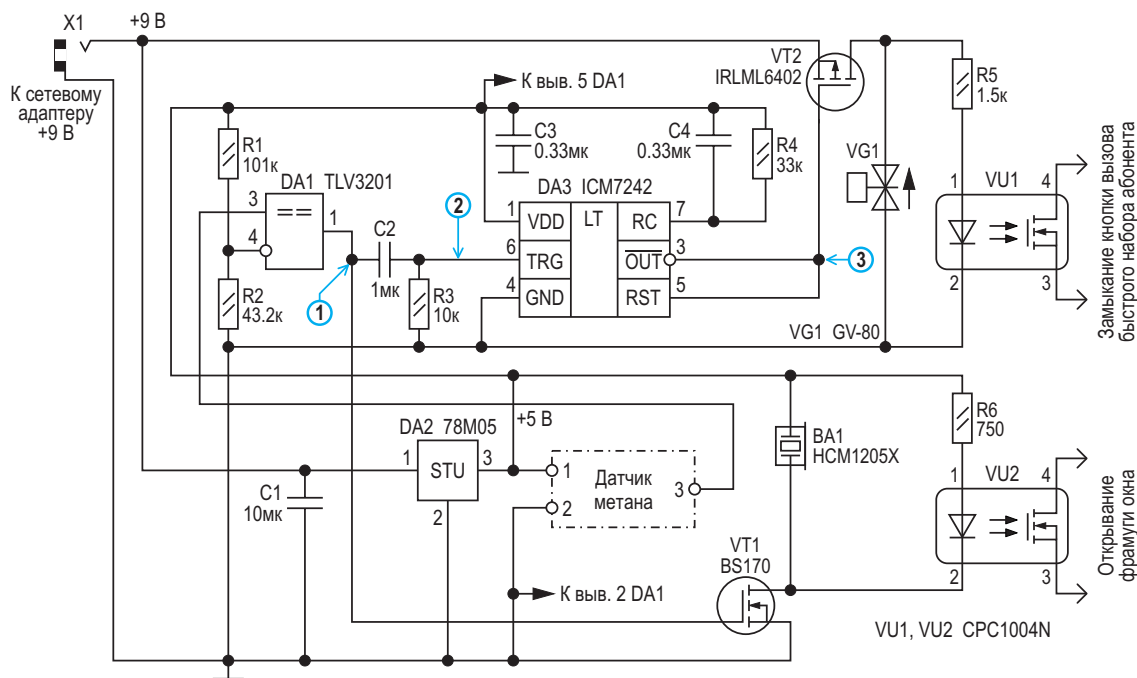 X1
+9 В
К сетевому
адаптеру
+9 В
К выв. 5 DA1
VT2
IRLML6402
R1
101к
C3
0.33мк
C4
0.33мк
R4
33к
R5
1.5к
DA1 TLV3201
3
4
1
==
DA3 ICM7242
1
VDD
LT
RC
7
6
TRG
OUT
3
4
GND
RST
5
C2
1мк
1
2
3
R2
43.2к
R3
10к
VG1
VG1 GV-80
VU1
1
2
4
3
Замыкание кнопки вызова
быстрого набора абонента
+5 В
DA2 78M05
1
STU
3
2
C1
10мк
1
2
Датчик
метана
3
BA1
HCM1205X
R6
750
VU2
1
2
4
3
Открывание
фрамуги окна
VT1
BS170
К выв. 2 DA1
VU1, VU2 CPC1004N